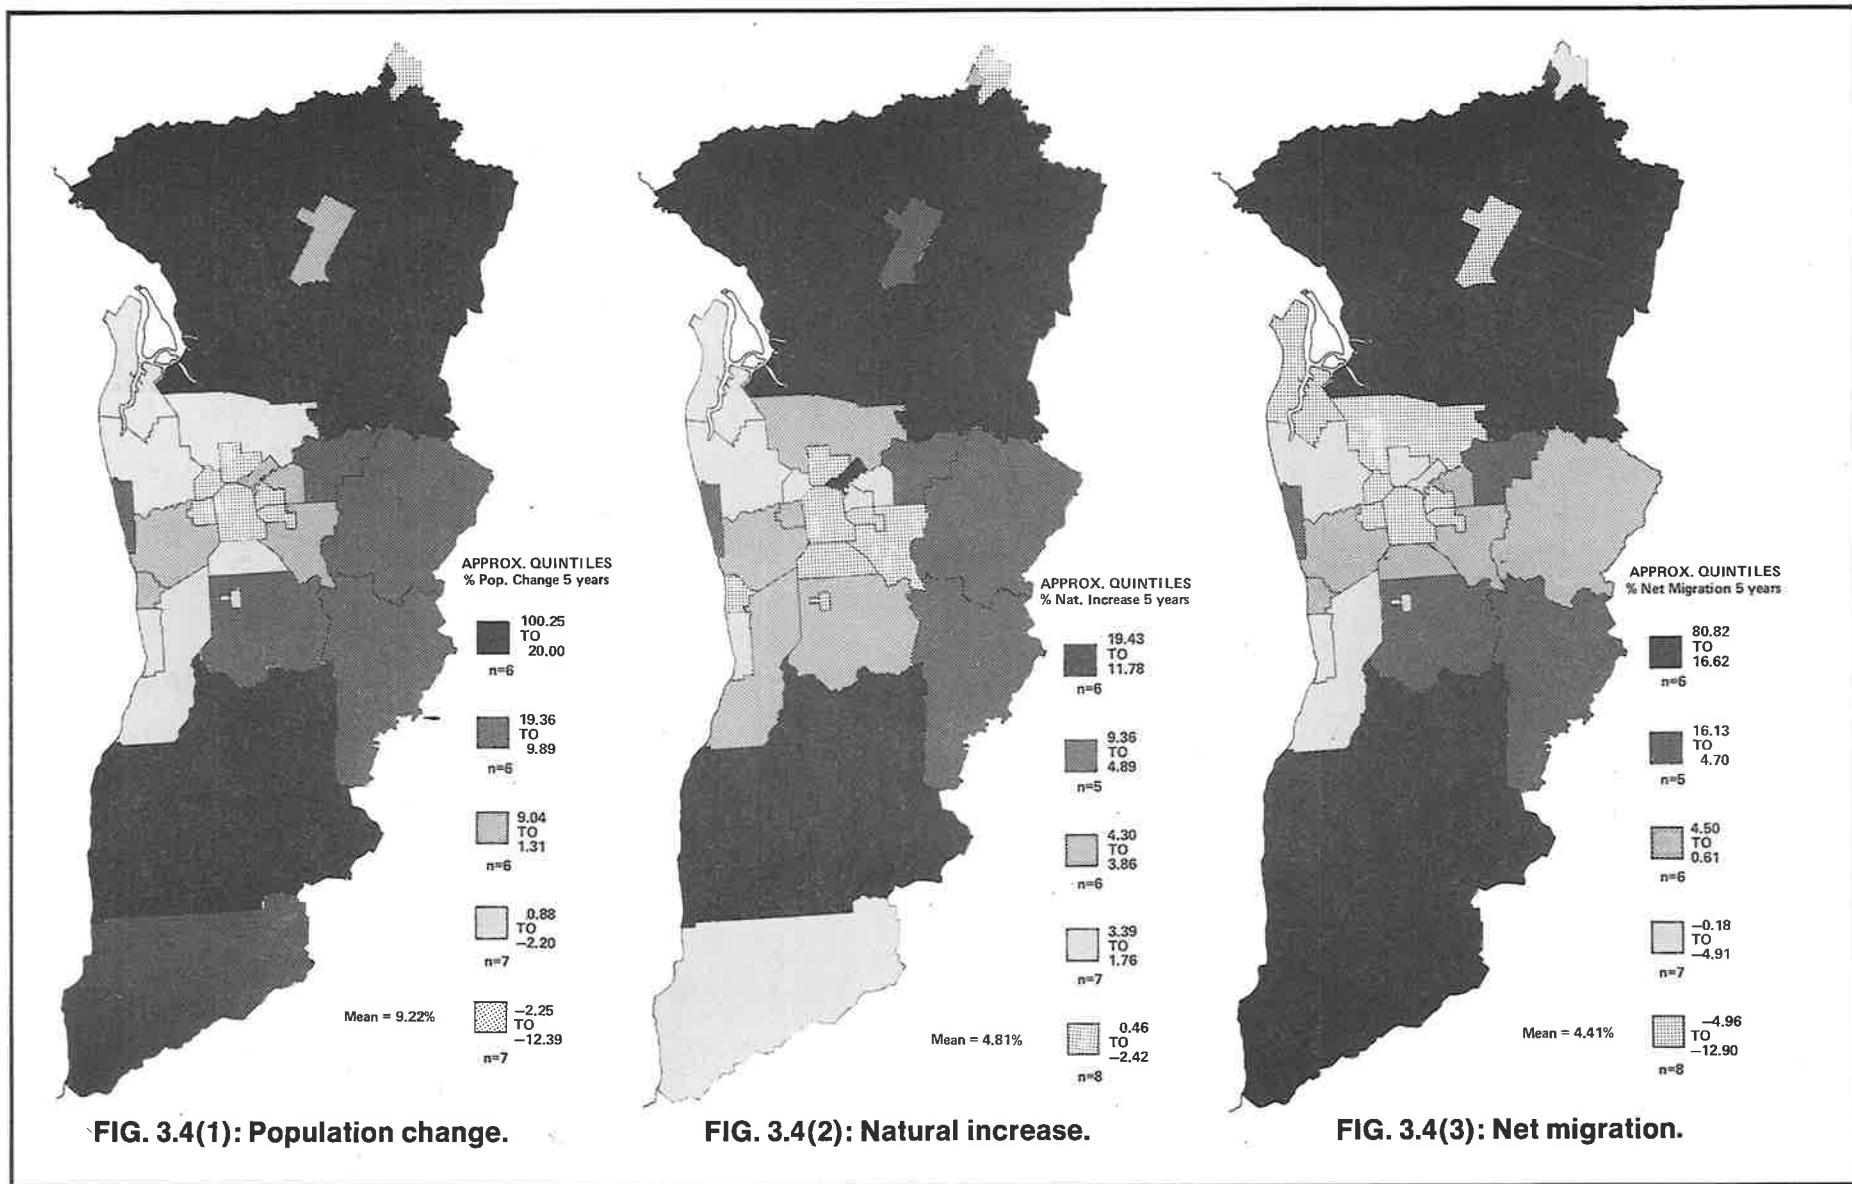 APPROX. QUINTILES
% Pop. Change 5 years
100.25
TO
20.00
n=6
19.36
TO
9.89
n=6
9.04
TO
1.31
n=6
0.88
TO
−2.20
n=7
−2.25
TO
−12.39
n=7
Mean = 9.22%
FIG. 3.4(1): Population change.
APPROX. QUINTILES
% Nat. Increase 5 years
19.43
TO
11.78
n=6
9.36
TO
4.89
n=5
4.30
TO
3.86
n=6
3.39
TO
1.76
n=7
0.46
TO
−2.42
n=8
Mean = 4.81%
FIG. 3.4(2): Natural increase.
APPROX. QUINTILES
% Net Migration 5 years
80.82
TO
16.62
n=6
16.13
TO
4.70
n=5
4.50
TO
0.61
n=6
−0.18
TO
−4.91
n=7
−4.96
TO
−12.90
n=8
Mean = 4.41%
FIG. 3.4(3): Net migration.